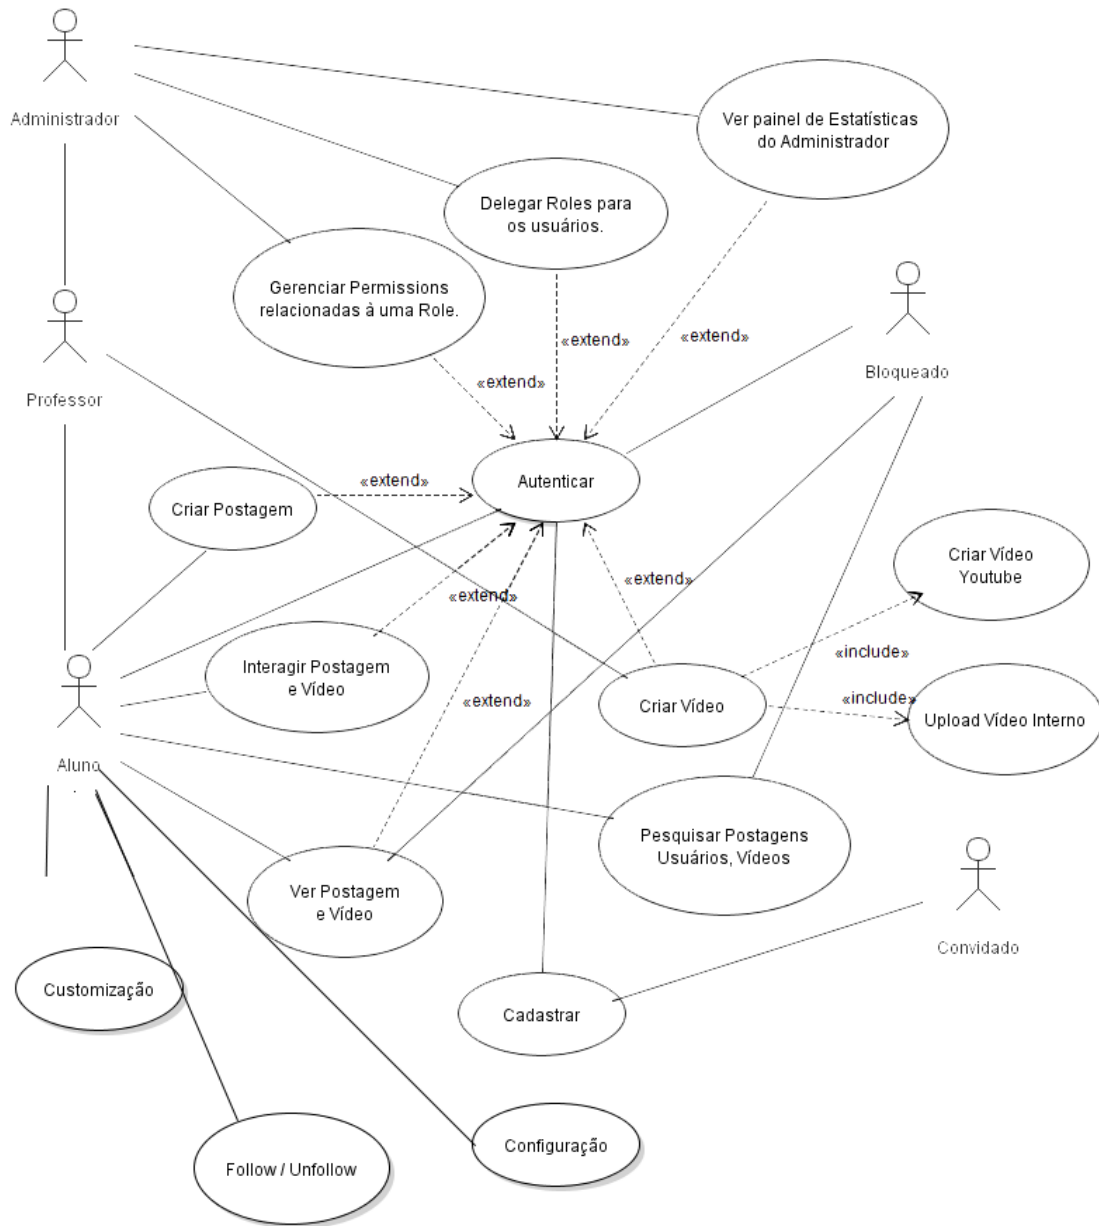 Administrador
Ver painel de Estatísticas
do Administrador
Delegar Roles para
os usuários.
Gerenciar Permissions
relacionadas à uma Role.
«extend»
«extend»
«extend»
Bloqueado
Professor
Autenticar
«extend»
Criar Postagem
Criar Vídeo
Youtube
«extend»
«extend»
Interagir Postagem
e Vídeo
«include»
«include»
«extend»
Criar Vídeo
Upload Vídeo Interno
Aluno
Pesquisar Postagens
Usuários, Vídeos
Ver Postagem
e Vídeo
Convidado
Customização
Cadastrar
Configuração
Follow / Unfollow